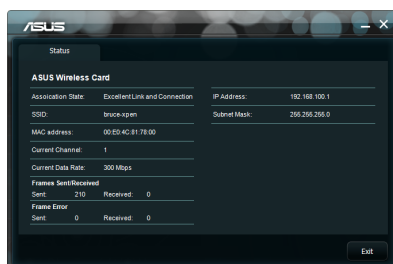 ASUS
Status
ASUS Wireless Card
Assoication State: Excellent Link and Connection
SSID: bruce-xpen
MAC address: 00:E0:4C:81:78:00
Current Channel: 1
Current Data Rate: 300 Mbps
Frames Sent/Received
Sent: 210 Received: 0
Frame Error
Sent: 0 Received: 0
IP Address: 192.168.100.1
Subnet Mask: 255.255.255.0
Exit